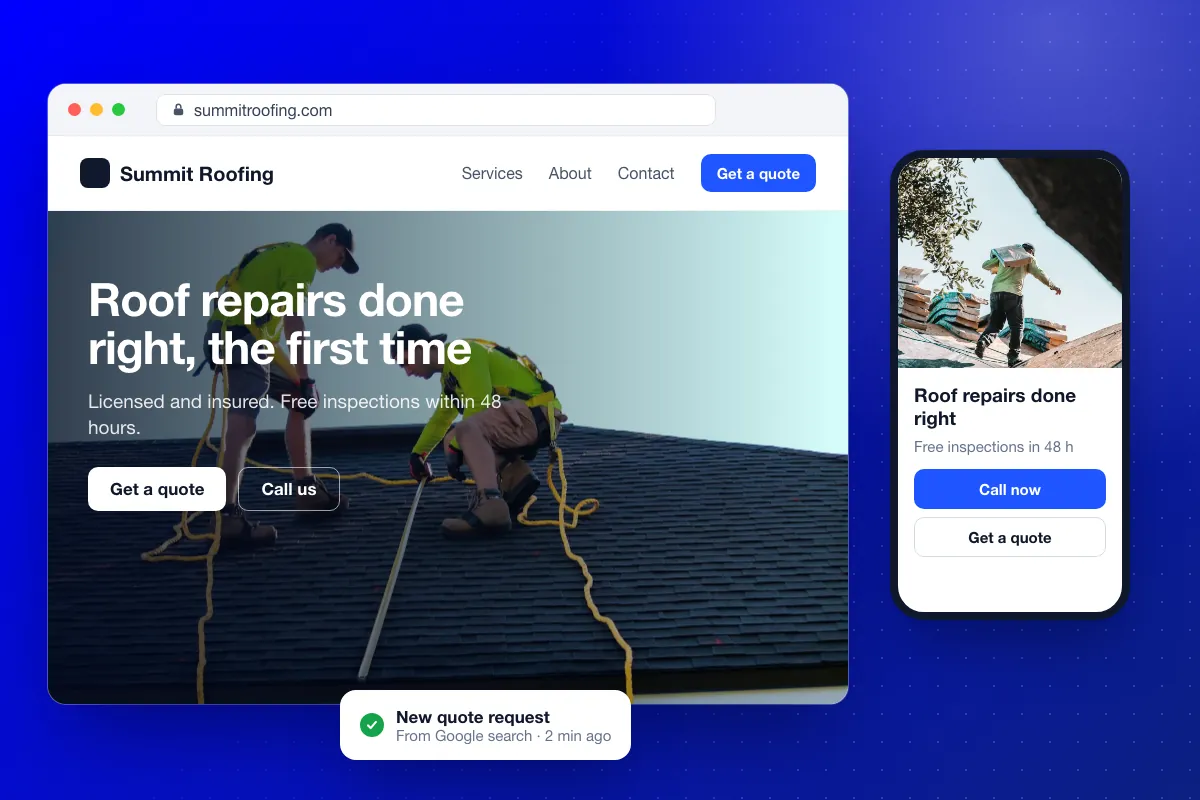 summitroofing.com
Summit Roofing
Services
About
Contact
Get a quote
Roof repairs done
right, the first time
Licensed and insured. Free inspections within 48
hours.
Get a quote
Call us
New quote request
From Google search · 2 min ago
Roof repairs done
right
Free inspections in 48 h
Call now
Get a quote